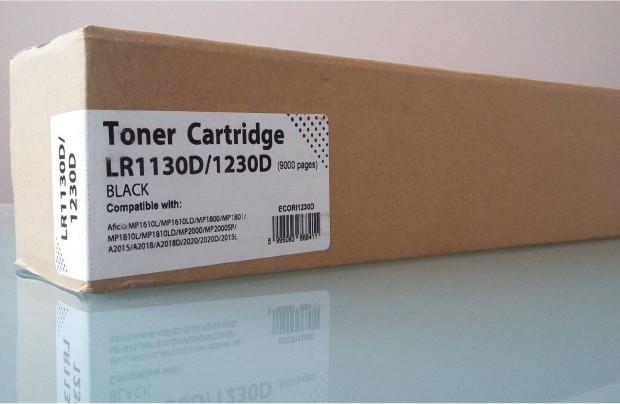 LR1130D/
1230D
Toner Cartridge
LR1130D/1230D (9000 pages)
BLACK
Compatible with:
Aficio MP1610L/MP1610LD/MP1800/MP1801/
MP1810L/MP1810LD/MP2000/MP2000SP/
A2015/A2018/A2018D/2020/2020D/2015L
ECORI1230D